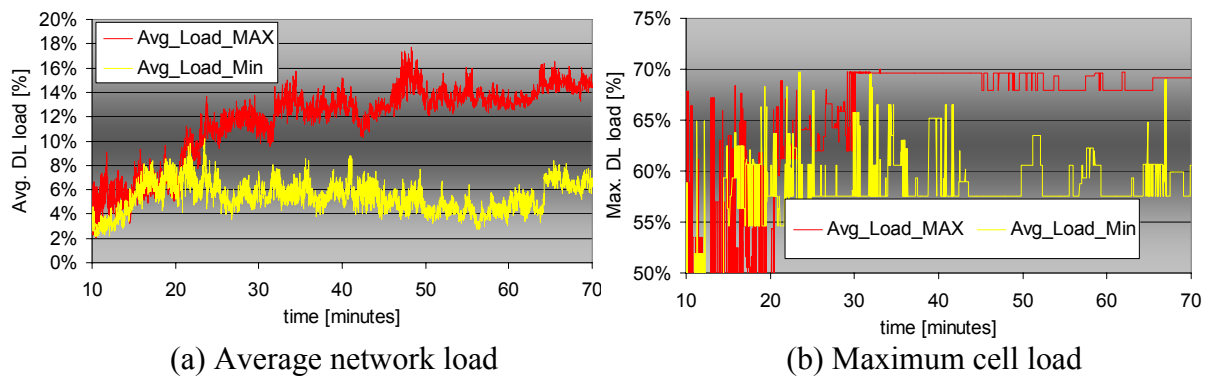 20%
18%
16%
14%
12%
10%
8%
6%
4%
2%
0%
Avg. DL load [%]
Avg_Load_MAX
Avg_Load_Min
10 20 30 40 50 60 70
time [minutes]
(a) Average network load
75%
70%
65%
60%
55%
50%
Max. DL load [%]
Avg_Load_MAX Avg_Load_Min
10 20 30 40 50 60 70
time [minutes]
(b) Maximum cell load